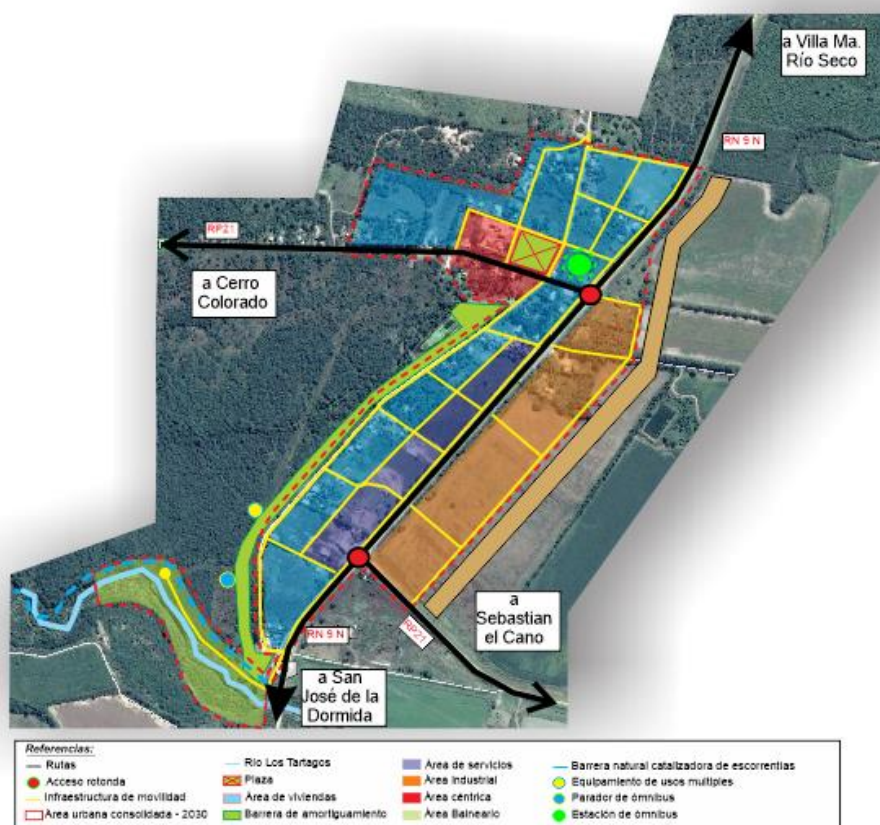 a Villa Ma.
Río Seco
RN 9 N
RP21
a Cerro
Colorado
a
Sebastian
el Cano
RP21
RN 9 N
a San
José de la
Dormida
Referencias:
Rutas
Acceso rotonda
Infraestructura de movilidad
Área urbana consolidada - 2030
Río Los Tartagos
Plaza
Área de viviendas
Barrera de amortiguamiento
Área de servicios
Área Industrial
Área céntrica
Área Balneario
Barrera natural catalizadora de escorrentias
Equipamiento de usos multiples
Parador de ómnibus
Estación de ómnibus